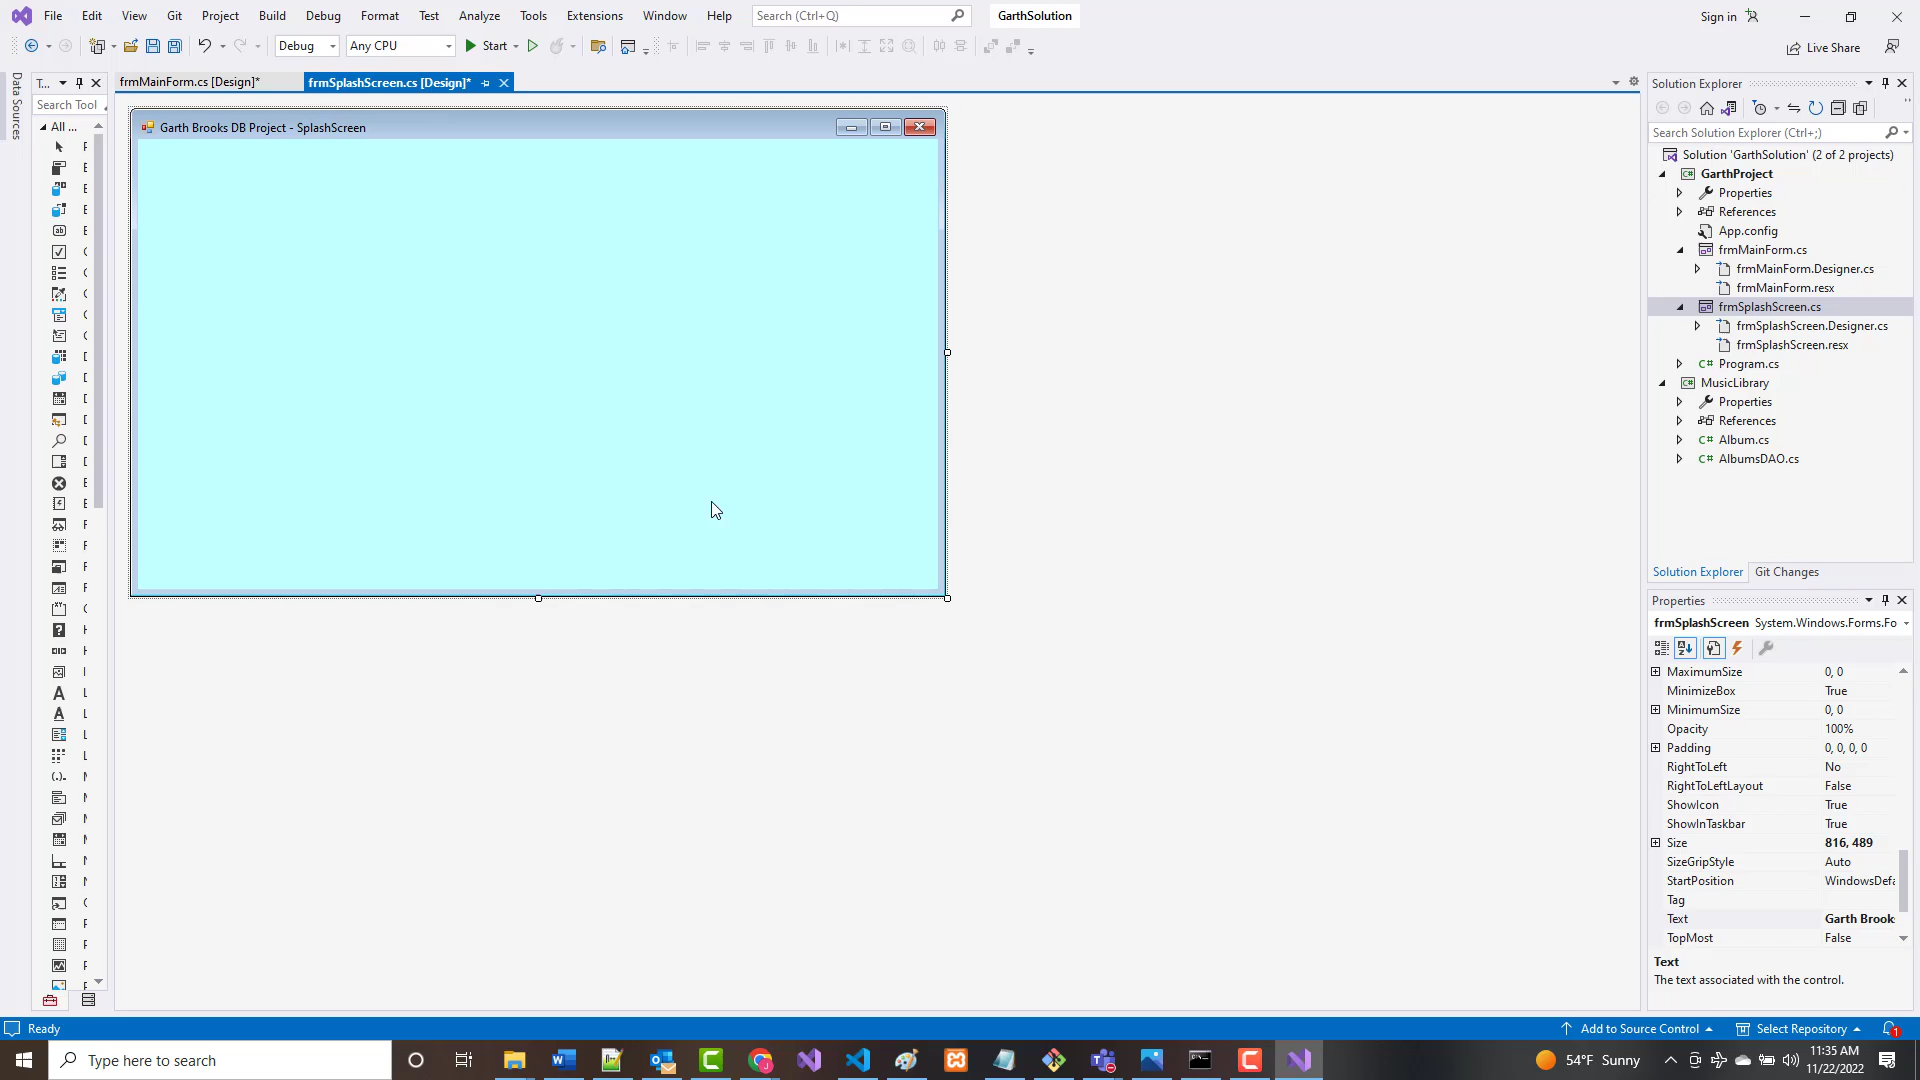 File Edit View Git Project Build Debug Format Test Analyze Tools Extensions Window Help Search (Ctrl+Q) GarthSolution Sign in
Debug Any CPU Start Live Share
Data Sources
T...
Search Tool
All ...
frmMainForm.cs [Design]* frmSplashScreen.cs [Design]*
Garth Brooks DB Project - SplashScreen
Solution Explorer
Search Solution Explorer (Ctrl+;)
Solution 'GarthSolution' (2 of 2 projects)
GarthProject
Properties
References
App.config
frmMainForm.cs
frmMainForm.Designer.cs
frmMainForm.resx
frmSplashScreen.cs
frmSplashScreen.Designer.cs
frmSplashScreen.resx
C# Program.cs
MusicLibrary
Properties
References
C# Album.cs
C# AlbumsDAO.cs
Solution Explorer Git Changes
Properties
frmSplashScreen System.Windows.Forms.Fo
MaximumSize 0, 0
MinimizeBox True
MinimumSize 0, 0
Opacity 100%
Padding 0, 0, 0, 0
RightToLeft No
RightToLeftLayout False
ShowIcon True
ShowInTaskbar True
Size 816, 489
SizeGripStyle Auto
StartPosition WindowsDefa
Tag
Text Garth Brook
TopMost False
Text
The text associated with the control.
Ready Add to Source Control Select Repository 1
Type here to search
54°F Sunny
11:35 AM
11/22/2022